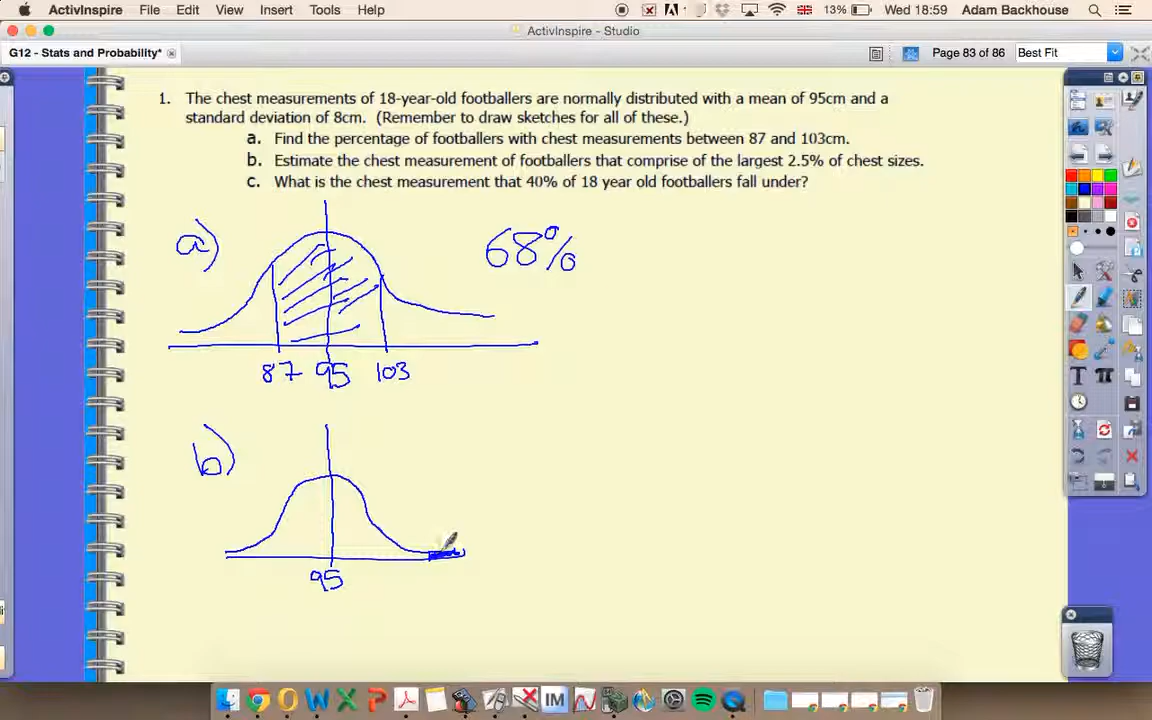 ActivInspire File Edit View Insert Tools Help 13% Wed 18:59 Adam Backhouse
ActivInspire - Studio
G12 - Stats and Probability* Page 83 of 86 Best Fit
1. The chest measurements of 18-year-old footballers are normally distributed with a mean of 95cm and a
standard deviation of 8cm. (Remember to draw sketches for all of these.)
a. Find the percentage of footballers with chest measurements between 87 and 103cm.
b. Estimate the chest measurement of footballers that comprise of the largest 2.5% of chest sizes.
c. What is the chest measurement that 40% of 18 year old footballers fall under?
a) 68%
87 95 103
b)
95
T π
W X P IM